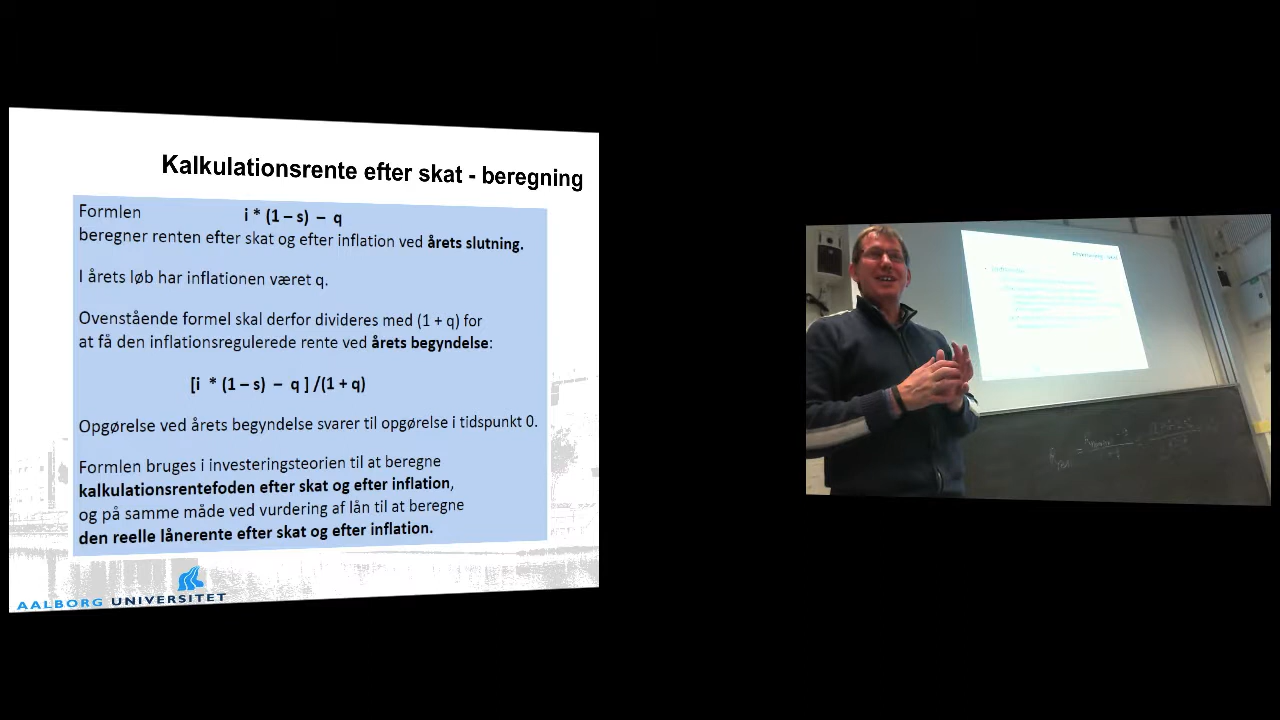 Kalkulationsrente efter skat - beregning
Formlen i * (1 – s) – q
beregner renten efter skat og efter inflation ved årets slutning.
I årets løb har inflationen været q.
Ovenstående formel skal derfor divideres med (1 + q) for
at få den inflationsregulerede rente ved årets begyndelse:
[i * (1 – s) – q ] /(1 + q)
Opgørelse ved årets begyndelse svarer til opgørelse i tidspunkt 0.
Formlen bruges i investeringsteorien til at beregne
kalkulationsrentefoden efter skat og efter inflation,
og på samme måde ved vurdering af lån til at beregne
den reelle lånerente efter skat og efter inflation.
AALBORG UNIVERSITET